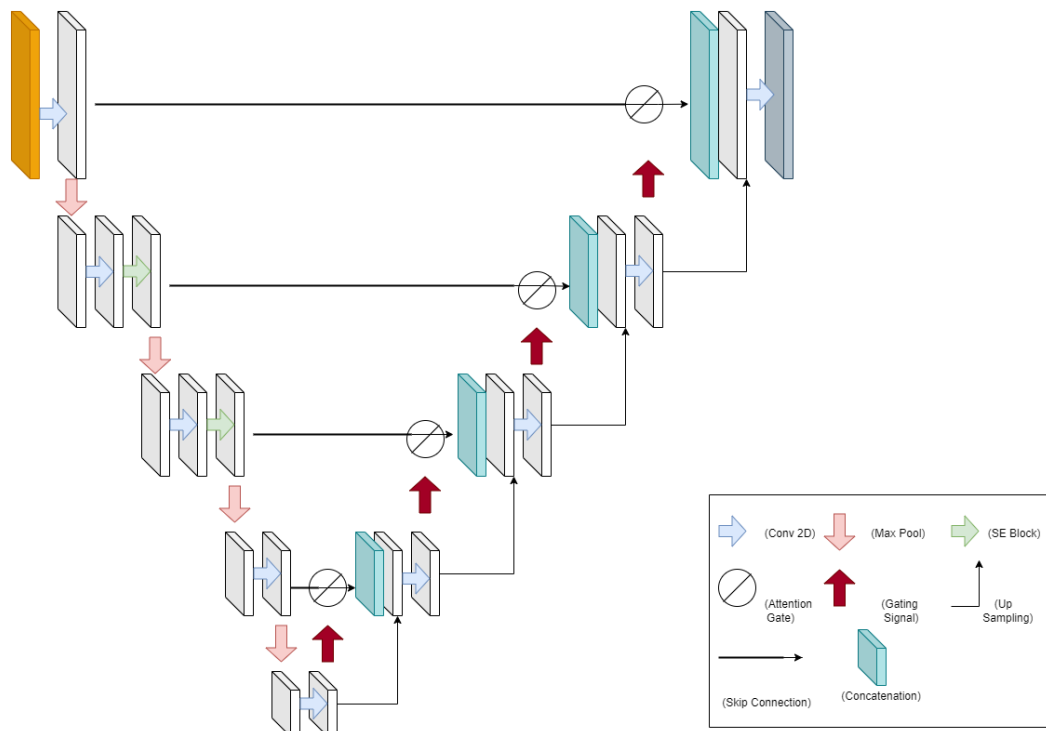 (Conv 2D)
(Max Pool)
(SE Block)
(Attention
Gate)
(Gating
Signal)
(Up
Sampling)
(Skip Connection)
(Concatenation)